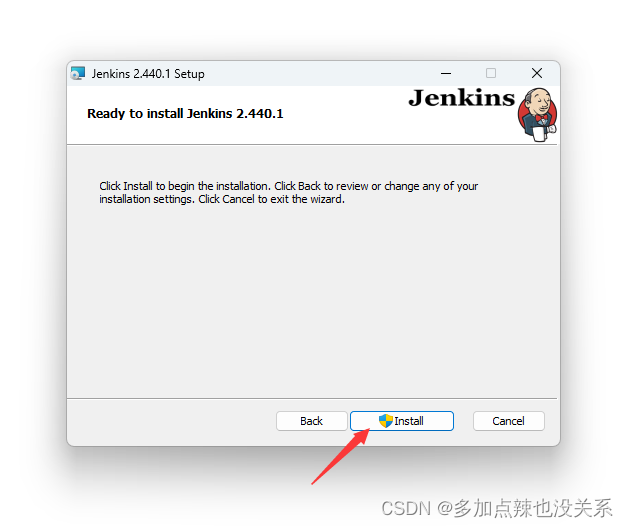 Jenkins 2.440.1 Setup
Jenkins
Ready to install Jenkins 2.440.1
Click Install to begin the installation. Click Back to review or change any of your
installation settings. Click Cancel to exit the wizard.
Back Install Cancel
CSDN @多加点辣也没关系